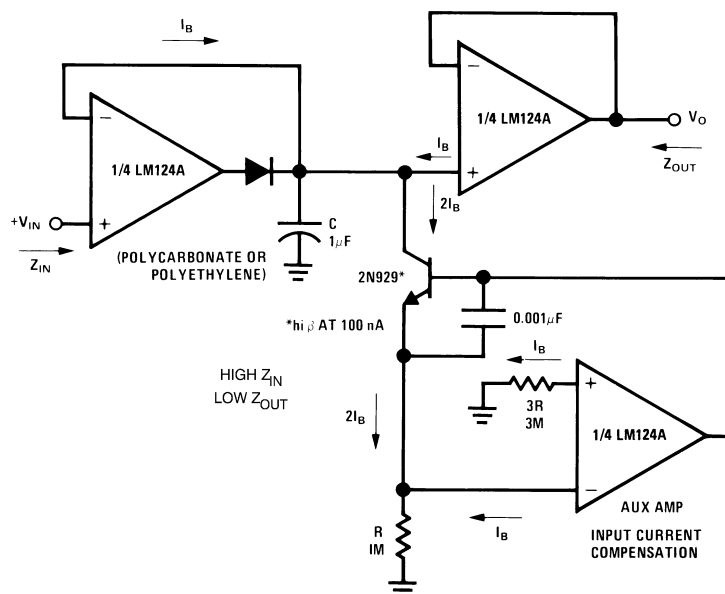 I_B
−
1/4 LM124A
+V_IN
+
Z_IN
C
1μF
(POLYCARBONATE OR
POLYETHYLENE)
−
1/4 LM124A
+
V_O
Z_OUT
I_B
2I_B
2N929*
*hi β AT 100 nA
0.001μF
HIGH Z_IN
LOW Z_OUT
I_B
3R
3M
+
1/4 LM124A
−
2I_B
I_B
R
1M
AUX AMP
INPUT CURRENT
COMPENSATION